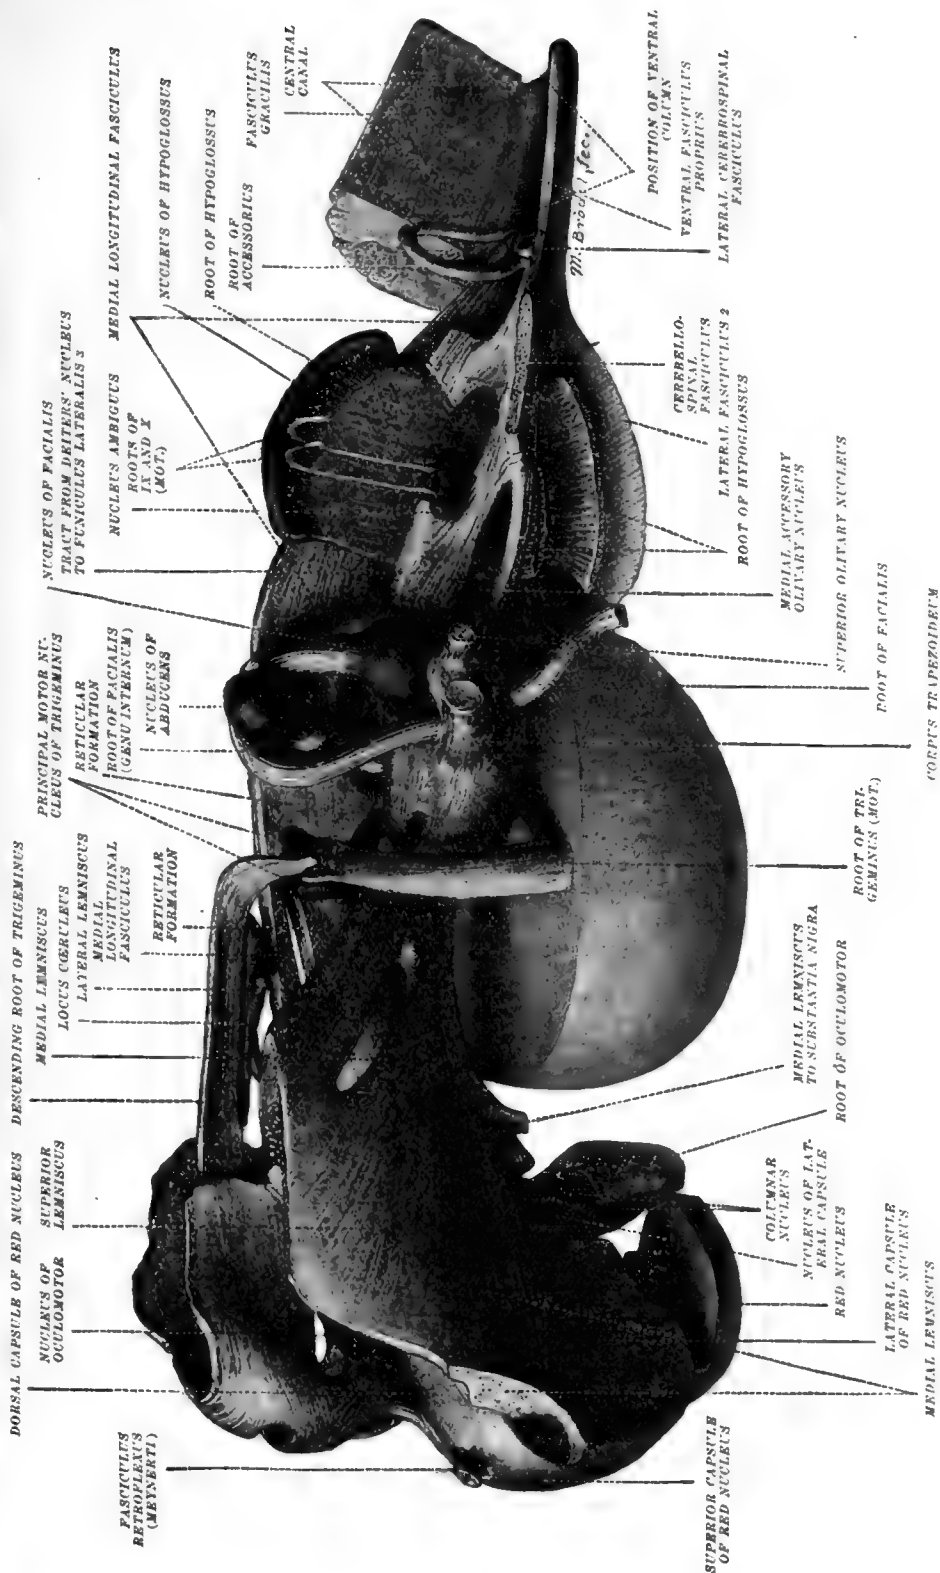 DORSAL CAPSULE OF RED NUCLEUS
NUCLEUS OF
OCULOMOTOR
SUPERIOR
LEMNISCUS
DESCENDING ROOT OF TRIGEMINUS
MEDIAL LEMNISCUS
LOCUS CŒRULEUS
LATERAL LEMNISCUS
MEDIAL
LONGITUDINAL
FASCICULUS
RETICULAR
FORMATION
PRINCIPAL MOTOR NU-
CLEUS OF TRIGEMINUS
RETICULAR
FORMATION
ROOT OF FACIALIS
(GENU INTERNUM)
NUCLEUS OF
ABDUCENS
NUCLEUS OF FACIALIS
TRACT FROM DEITERS' NUCLEUS
TO FUNICULUS LATERALIS 3
NUCLEUS AMBIGUUS
ROOTS OF
IX AND X
(MOT.)
MEDIAL LONGITUDINAL FASCICULUS
NUCLEUS OF HYPOGLOSSUS
ROOT OF HYPOGLOSSUS
ROOT OF
ACCESSORIUS
FASCICULUS
GRACILIS
CENTRAL
CANAL
FASCICULUS
RETROFLEXUS
(MEYNERTI)
SUPERIOR CAPSULE
OF RED NUCLEUS
MEDIAL LEMNISCUS
LATERAL CAPSULE
OF RED NUCLEUS
RED NUCLEUS
NUCLEUS OF LAT-
ERAL CAPSULE
COLUMNAR
NUCLEUS
ROOT OF OCULOMOTOR
MEDIAL LEMNISCUS
TO SUBSTANTIA NIGRA
ROOT OF TRI-
GEMINUS (MOT.)
CORPUS TRAPEZOIDEUM
ROOT OF FACIALIS
SUPERIOR OLIVARY NUCLEUS
MEDIAL ACCESSORY
OLIVARY NUCLEUS
ROOT OF HYPOGLOSSUS
LATERAL FASCICULUS 2
CEREBELLO-
SPINAL
FASCICULUS
LATERAL CEREBROSPINAL
FASCICULUS
VENTRAL FASCICULUS
PROPRIUS
POSITION OF VENTRAL
COLUMN
M. Brödel, fec.